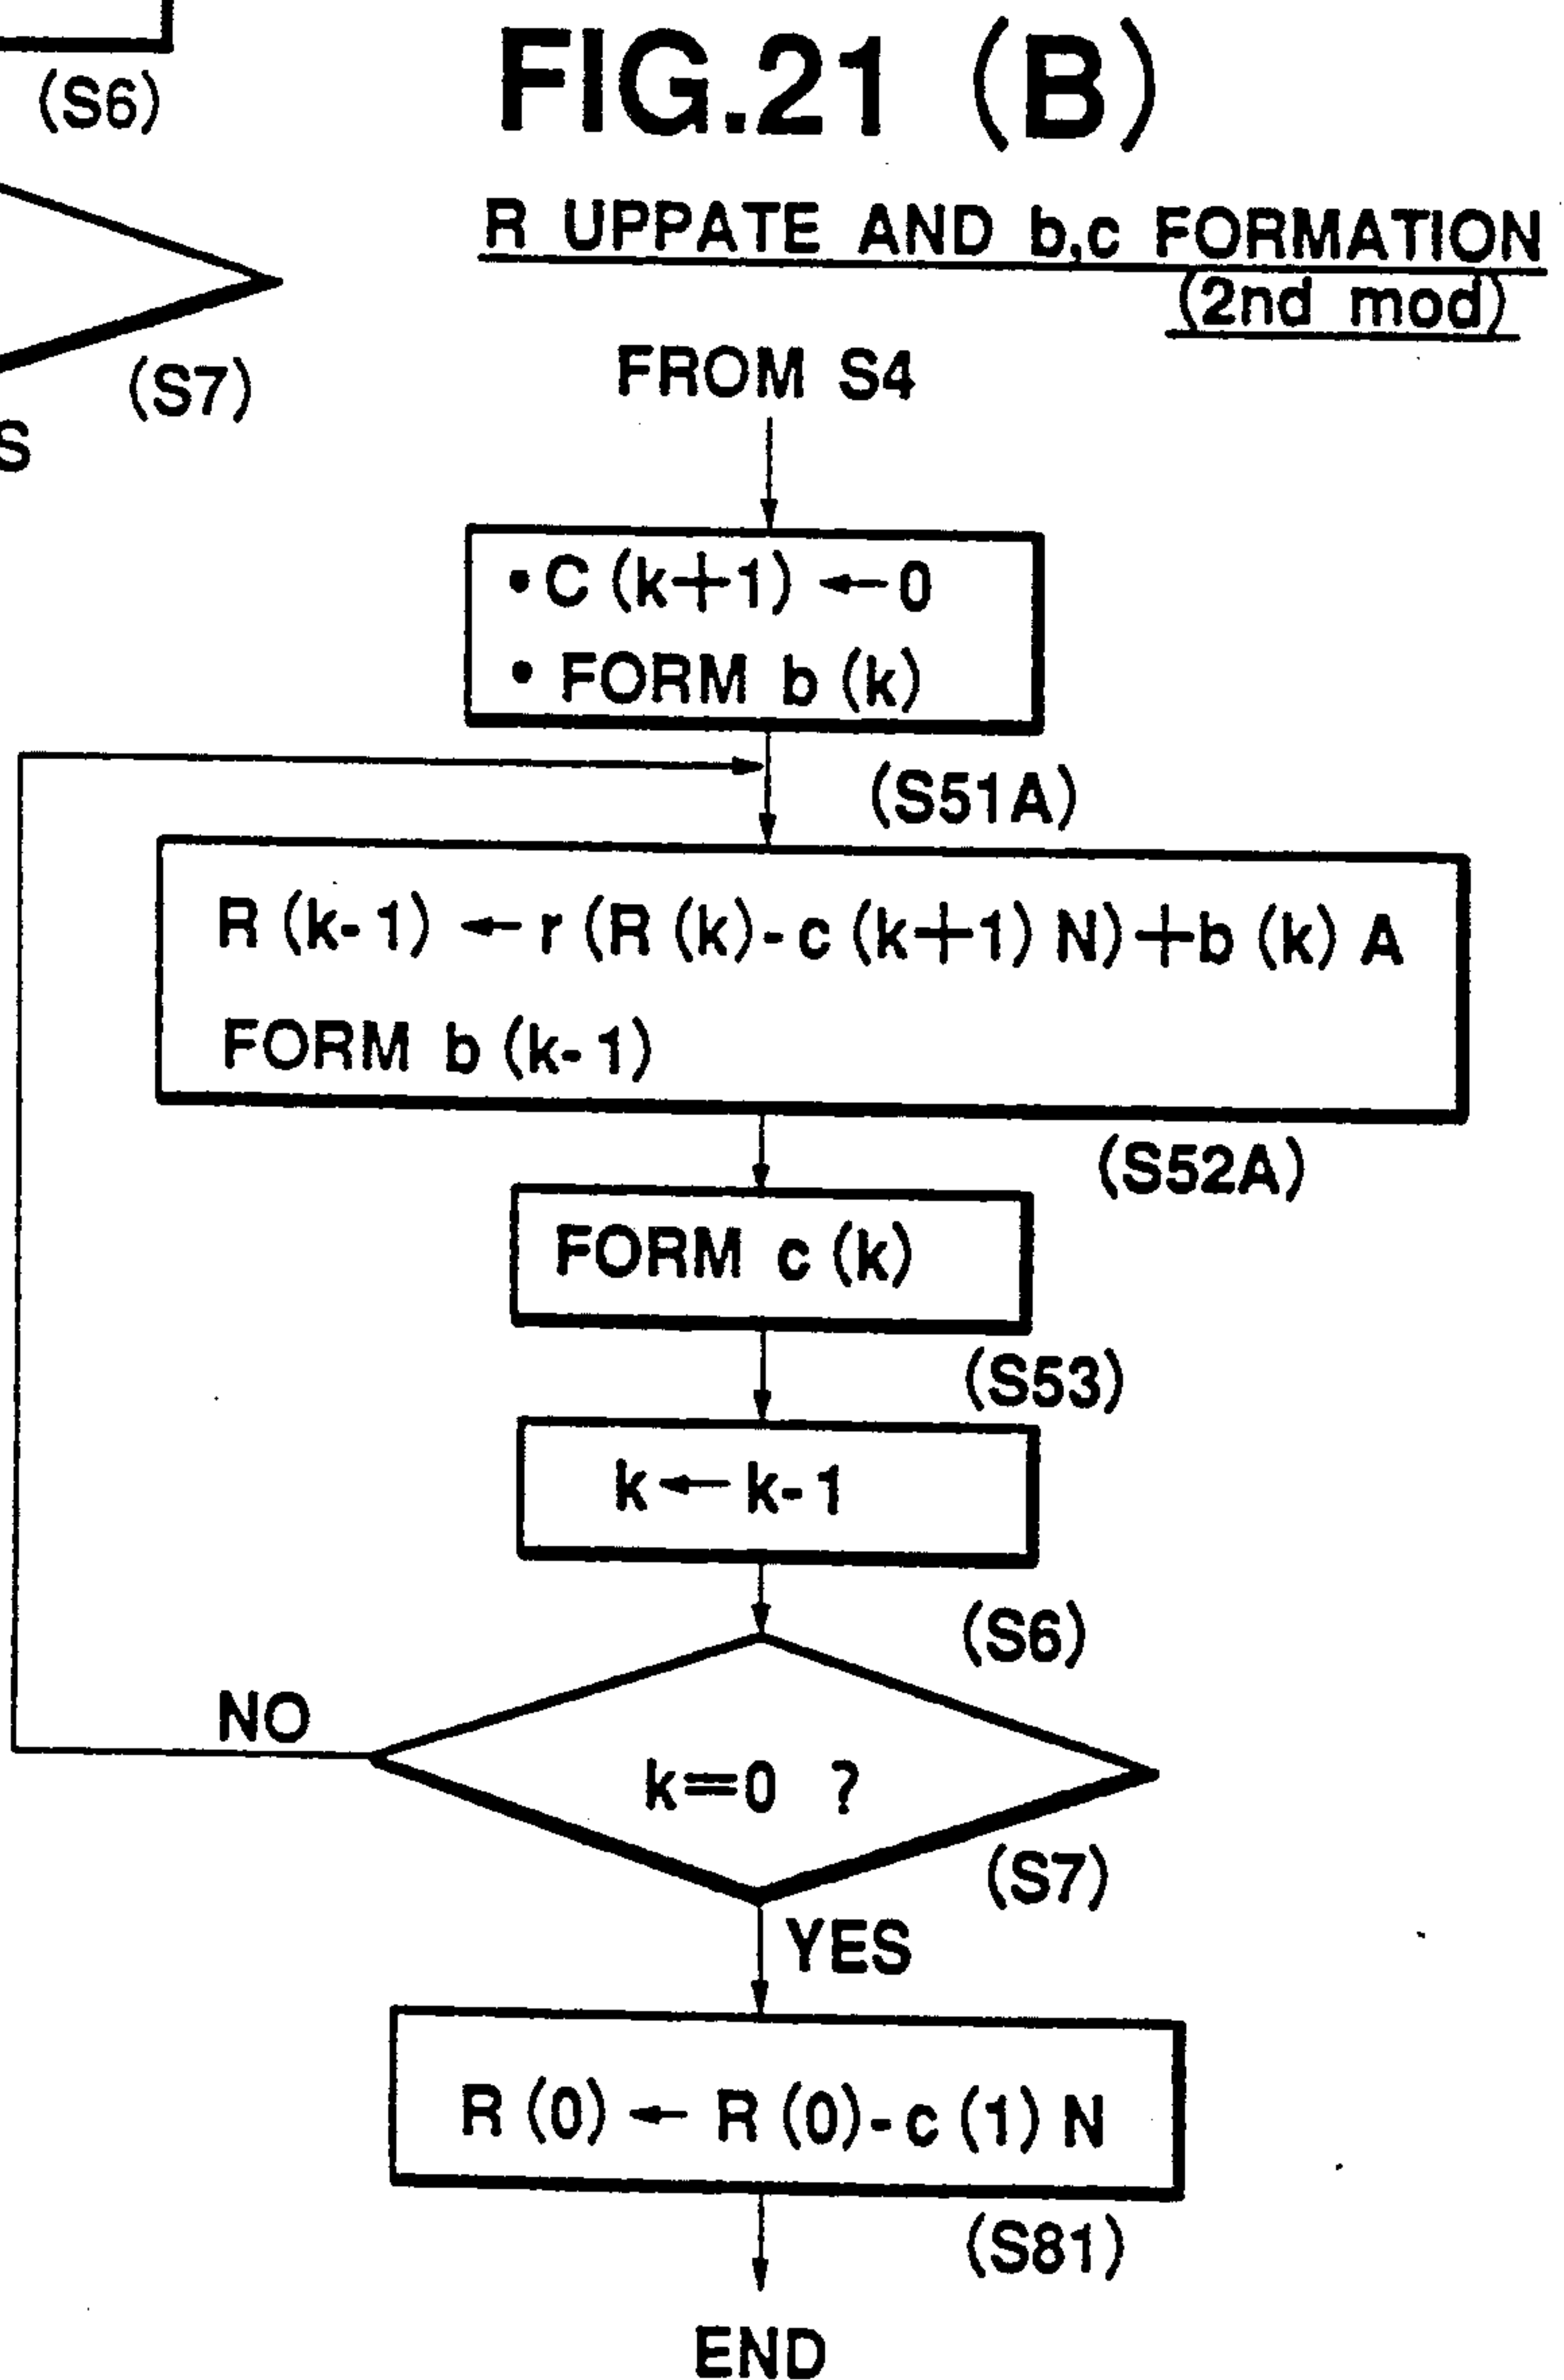 (S6)
FIG.21 (B)
R UPPATE AND b,c FORMATION
(2nd mod)
(S7)
S
FROM S4
• C (k+1) ← 0
• FORM b (k)
(S51A)
R (k-1) ← r (R (k) - c (k+1) N) + b (k) A
FORM b (k-1)
(S52A)
FORM c (k)
(S53)
k ← k-1
(S6)
NO
k=0 ?
(S7)
YES
R (0) ← R (0) - c (1) N
(S81)
END